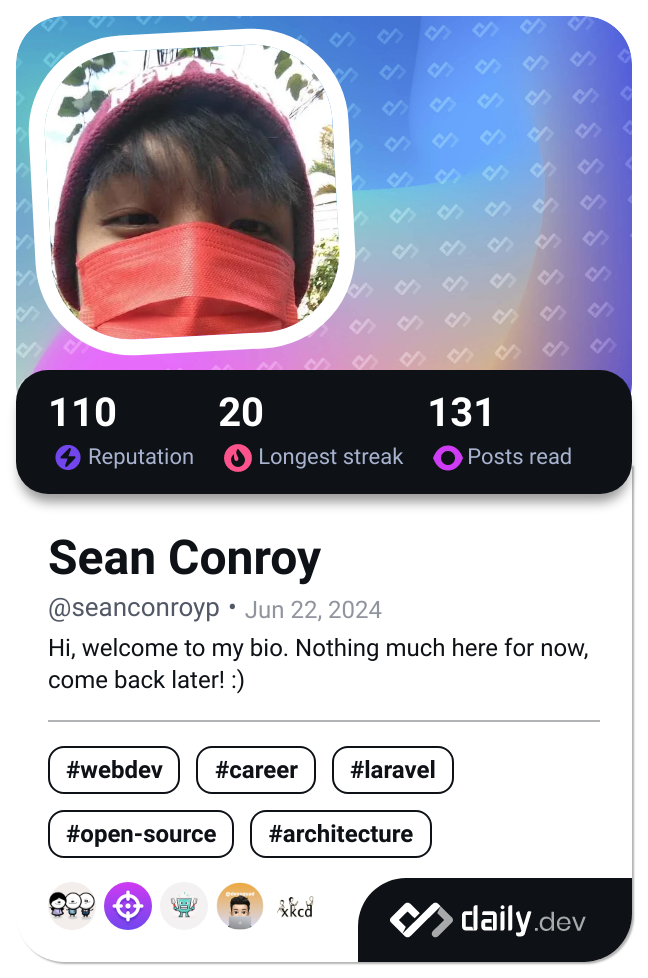 110 20 131
Reputation Longest streak Posts read
Sean Conroy
@seanconroyp • Jun 22, 2024
Hi, welcome to my bio. Nothing much here for now,
come back later! :)
#webdev #career #laravel
#open-source #architecture
xkcd
daily.dev